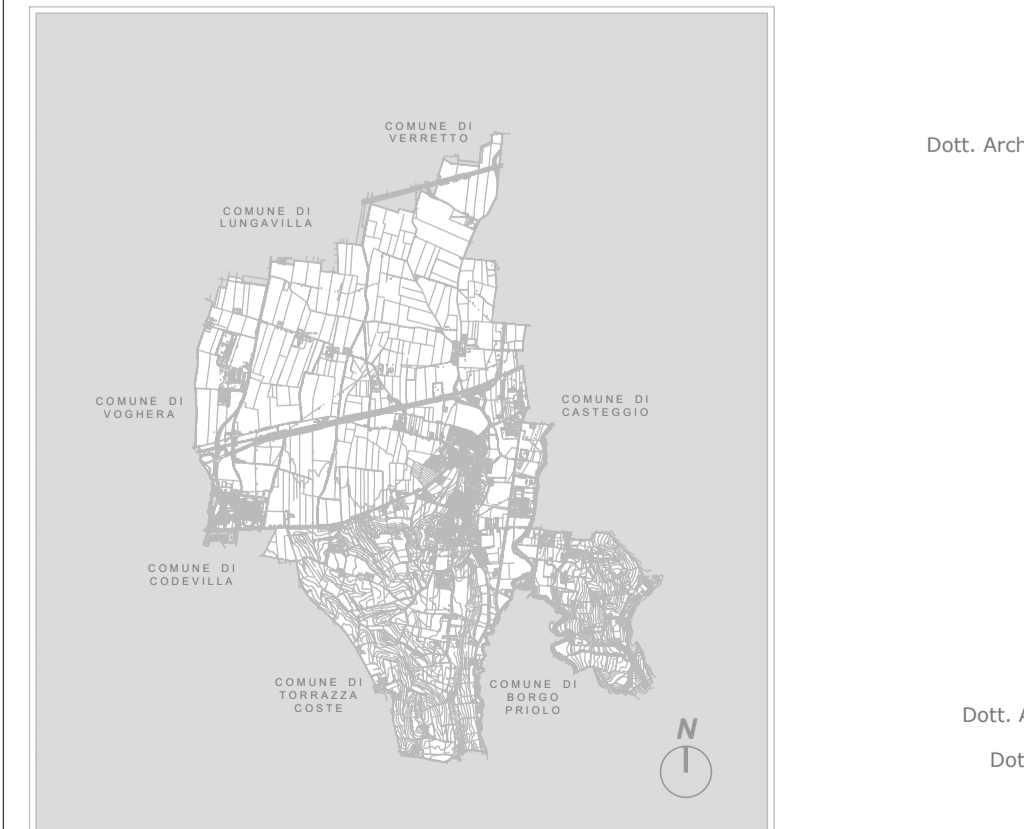 COMUNE DI
VERRETTO
Dott. Arch
COMUNE DI
LUNGAVILLA
COMUNE DI
VOGHERA
COMUNE DI
CASTEGGIO
COMUNE DI
CODEVILLA
COMUNE DI
TORRAZZA
COSTE
COMUNE DI
BORGO
PRIOLO
N
Dott. A
Dot